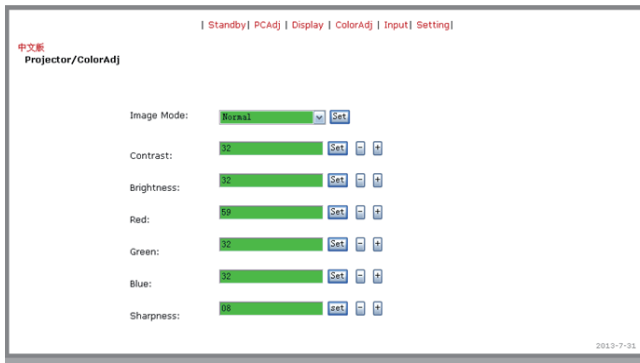 | Standby| PCAdj | Display | ColorAdj | Input| Setting|
中文版
Projector/ColorAdj
Image Mode: Normal Set
Contrast: 32 Set - +
Brightness: 32 Set - +
Red: 59 Set - +
Green: 32 Set - +
Blue: 32 Set - +
Sharpness: 08 set - +
2013-7-31